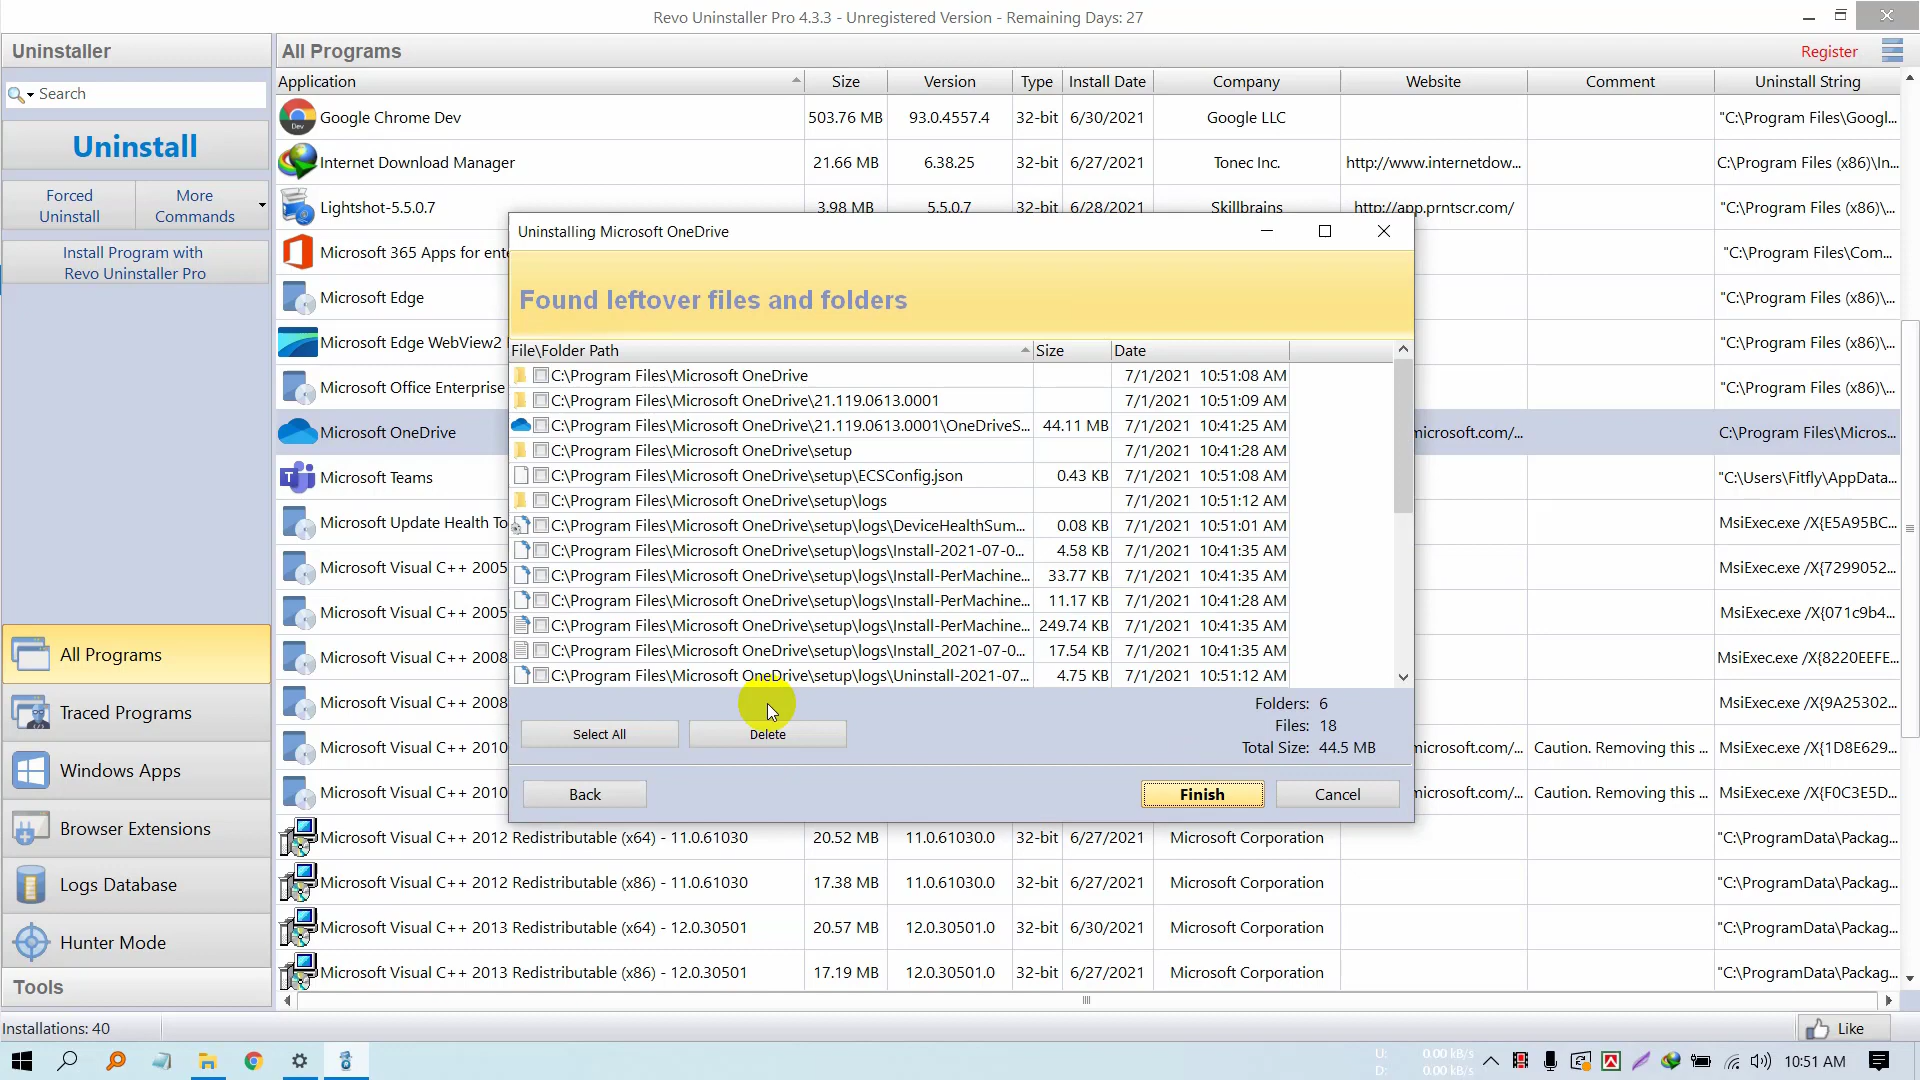 Revo Uninstaller Pro 4.3.3 - Unregistered Version - Remaining Days: 27
Uninstaller
All Programs
Register
Search
Uninstall
Forced Uninstall
More Commands
Install Program with
Revo Uninstaller Pro
Application Size Version Type Install Date Company Website Comment Uninstall String
Google Chrome Dev 503.76 MB 93.0.4557.4 32-bit 6/30/2021 Google LLC "C:\Program Files\Googl...
Internet Download Manager 21.66 MB 6.38.25 32-bit 6/27/2021 Tonec Inc. http://www.internetdow... C:\Program Files (x86)\In...
Lightshot-5.5.0.7 3.98 MB 5.5.0.7 32-bit 6/28/2021 Skillbrains http://app.prntscr.com/ "C:\Program Files (x86)\...
Microsoft 365 Apps for ente "C:\Program Files\Com...
Microsoft Edge "C:\Program Files (x86)\...
Microsoft Edge WebView2 "C:\Program Files (x86)\...
Microsoft Office Enterprise "C:\Program Files (x86)\...
Microsoft OneDrive microsoft.com/... C:\Program Files\Micros...
Microsoft Teams "C:\Users\Fitfly\AppData...
Microsoft Update Health To MsiExec.exe /X{E5A95BC...
Microsoft Visual C++ 2005 MsiExec.exe /X{7299052...
Microsoft Visual C++ 2005 MsiExec.exe /X{071c9b4...
Microsoft Visual C++ 2008 MsiExec.exe /X{8220EEFE...
Microsoft Visual C++ 2008 MsiExec.exe /X{9A25302...
Microsoft Visual C++ 2010 microsoft.com/... Caution. Removing this ... MsiExec.exe /X{1D8E629...
Microsoft Visual C++ 2010 microsoft.com/... Caution. Removing this ... MsiExec.exe /X{F0C3E5D...
Microsoft Visual C++ 2012 Redistributable (x64) - 11.0.61030 20.52 MB 11.0.61030.0 32-bit 6/27/2021 Microsoft Corporation "C:\ProgramData\Packag...
Microsoft Visual C++ 2012 Redistributable (x86) - 11.0.61030 17.38 MB 11.0.61030.0 32-bit 6/27/2021 Microsoft Corporation "C:\ProgramData\Packag...
Microsoft Visual C++ 2013 Redistributable (x64) - 12.0.30501 20.57 MB 12.0.30501.0 32-bit 6/30/2021 Microsoft Corporation "C:\ProgramData\Packag...
Microsoft Visual C++ 2013 Redistributable (x86) - 12.0.30501 17.19 MB 12.0.30501.0 32-bit 6/27/2021 Microsoft Corporation "C:\ProgramData\Packag...
Uninstalling Microsoft OneDrive
Found leftover files and folders
File\Folder Path Size Date
C:\Program Files\Microsoft OneDrive 7/1/2021 10:51:08 AM
C:\Program Files\Microsoft OneDrive\21.119.0613.0001 7/1/2021 10:51:09 AM
C:\Program Files\Microsoft OneDrive\21.119.0613.0001\OneDriveS... 44.11 MB 7/1/2021 10:41:25 AM
C:\Program Files\Microsoft OneDrive\setup 7/1/2021 10:41:28 AM
C:\Program Files\Microsoft OneDrive\setup\ECSConfig.json 0.43 KB 7/1/2021 10:51:08 AM
C:\Program Files\Microsoft OneDrive\setup\logs 7/1/2021 10:51:12 AM
C:\Program Files\Microsoft OneDrive\setup\logs\DeviceHealthSum... 0.08 KB 7/1/2021 10:51:01 AM
C:\Program Files\Microsoft OneDrive\setup\logs\Install-2021-07-0... 4.58 KB 7/1/2021 10:41:35 AM
C:\Program Files\Microsoft OneDrive\setup\logs\Install-PerMachine... 33.77 KB 7/1/2021 10:41:35 AM
C:\Program Files\Microsoft OneDrive\setup\logs\Install-PerMachine... 11.17 KB 7/1/2021 10:41:28 AM
C:\Program Files\Microsoft OneDrive\setup\logs\Install-PerMachine... 249.74 KB 7/1/2021 10:41:35 AM
C:\Program Files\Microsoft OneDrive\setup\logs\Install_2021-07-0... 17.54 KB 7/1/2021 10:41:35 AM
C:\Program Files\Microsoft OneDrive\setup\logs\Uninstall-2021-07... 4.75 KB 7/1/2021 10:51:12 AM
Select All
Delete
Folders: 6
Files: 18
Total Size: 44.5 MB
Back
Finish
Cancel
All Programs
Traced Programs
Windows Apps
Browser Extensions
Logs Database
Hunter Mode
Tools
Installations: 40
Like
U: 0.00 kB/s
D: 0.00 kB/s
10:51 AM